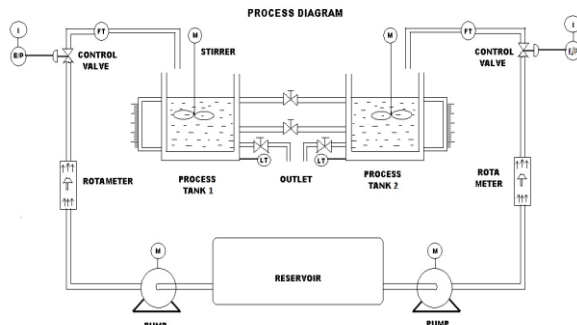 PROCESS DIAGRAM
I
FT
M
M
FT
I
E/P
CONTROL
VALVE
STIRRER
CONTROL
VALVE
E/P
LT
LT
ROTAMETER
PROCESS
TANK 1
OUTLET
PROCESS
TANK 2
ROTA
METER
M
RESERVOIR
M
PUMP
PUMP